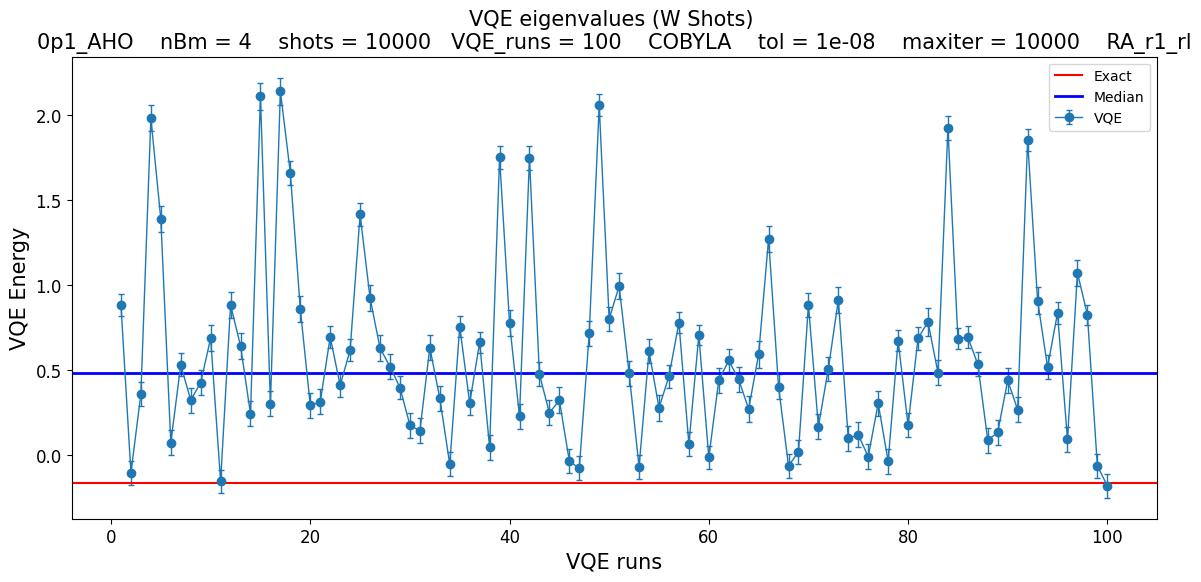 VQE eigenvalues (W Shots)
0p1_AHO nBm = 4 shots = 10000 VQE_runs = 100 COBYLA tol = 1e-08 maxiter = 10000 RA_r1_rl
Exact
Median
VQE
VQE Energy
2.0
1.5
1.0
0.5
0.0
0 20 40 60 80 100
VQE runs